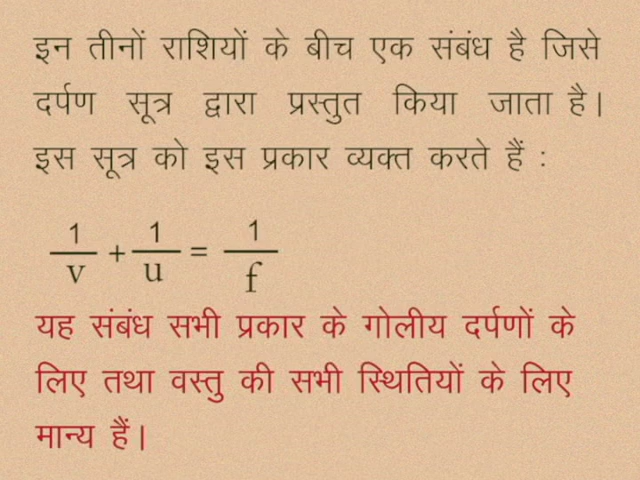 इन तीनों राशियों के बीच एक संबंध है जिसे
दर्पण सूत्र द्वारा प्रस्तुत किया जाता है।
इस सूत्र को इस प्रकार व्यक्त करते हैं :
1/v + 1/u = 1/f
यह संबंध सभी प्रकार के गोलीय दर्पणों के
लिए तथा वस्तु की सभी स्थितियों के लिए
मान्य हैं।